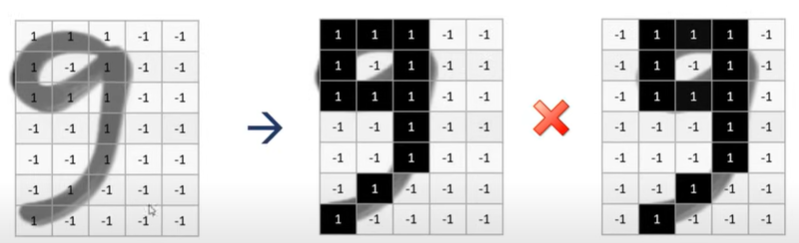 1 1 1 -1 -1 → 1 1 1 -1 -1 ❌ -1 1 1 1 -1
1 -1 1 -1 -1 1 -1 1 -1 -1 -1 1 -1 1 -1
1 1 1 -1 -1 1 1 1 -1 -1 -1 1 1 1 -1
-1 -1 1 -1 -1 -1 -1 1 -1 -1 -1 -1 -1 1 -1
-1 -1 1 -1 -1 -1 -1 1 -1 -1 -1 -1 -1 1 -1
-1 1 -1 -1 -1 -1 1 -1 -1 -1 -1 -1 1 -1 -1
1 -1 -1 -1 -1 1 -1 -1 -1 -1 -1 1 -1 -1 -1